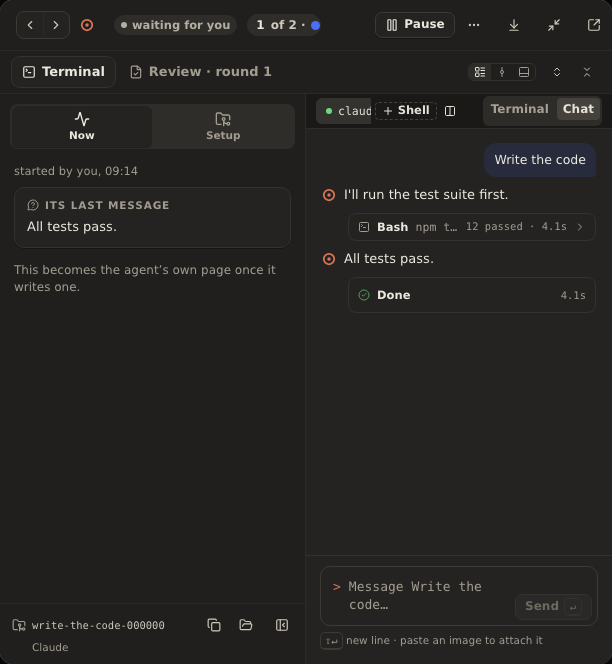 waiting for you
1 of 2 ·
Pause
Terminal
Review · round 1
Now
Setup
started by you, 09:14
ITS LAST MESSAGE
All tests pass.
This becomes the agent's own page once it
writes one.
write-the-code-000000
Claude
claud
+ Shell
Terminal
Chat
Write the code
I'll run the test suite first.
Bash npm t… 12 passed · 4.1s
All tests pass.
Done 4.1s
> Message Write the
code…
Send ↵
⇧↵ new line · paste an image to attach it